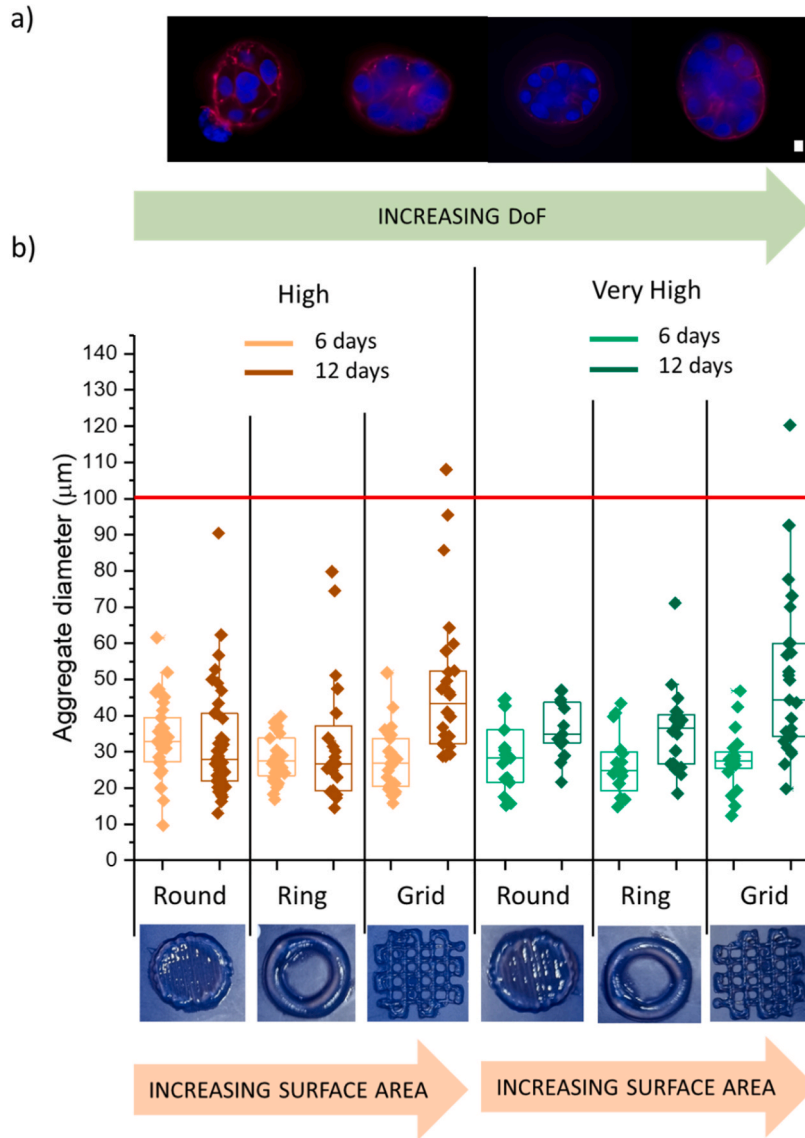 a)
INCREASING DoF
b)
High
Very High
6 days
12 days
6 days
12 days
Aggregate diameter (μm)
140
130
120
110
100
90
80
70
60
50
40
30
20
10
0
Round
Ring
Grid
Round
Ring
Grid
INCREASING SURFACE AREA
INCREASING SURFACE AREA